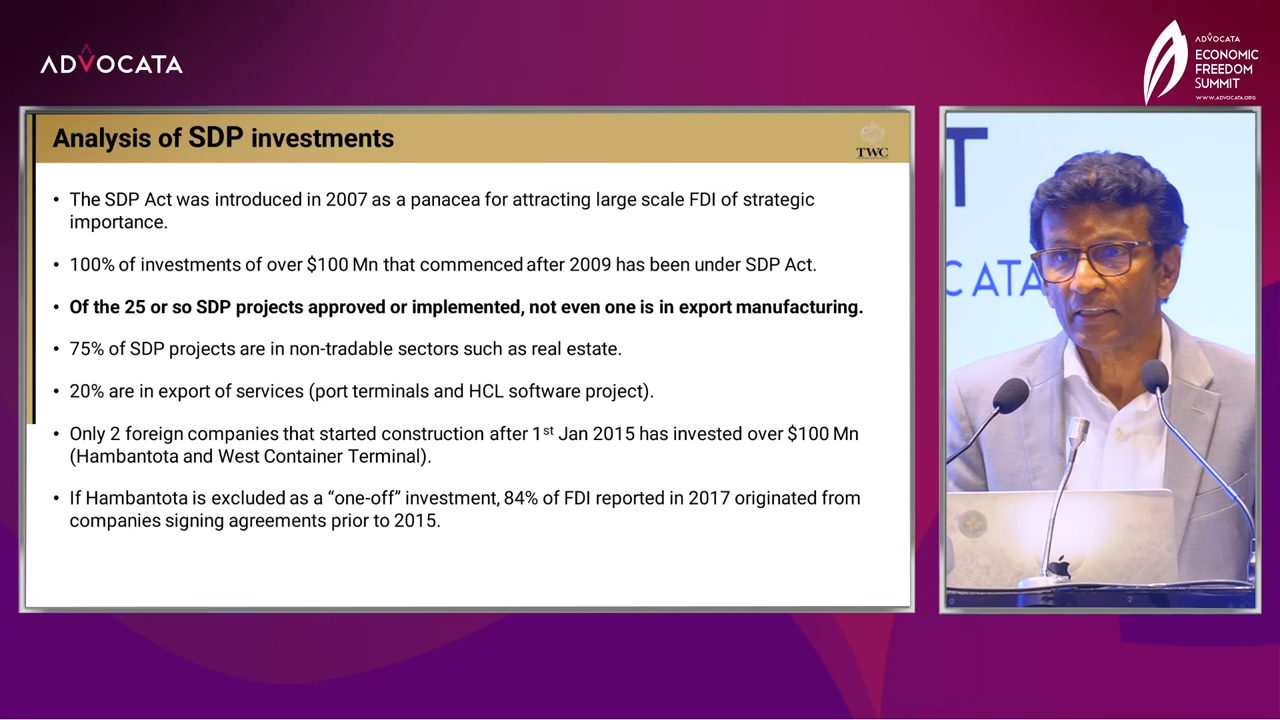 ADVOCATA
ADVOCATA
ECONOMIC
FREEDOM
SUMMIT
WWW.ADVOCATA.ORG
Analysis of SDP investments
TWC
• The SDP Act was introduced in 2007 as a panacea for attracting large scale FDI of strategic
importance.
• 100% of investments of over $100 Mn that commenced after 2009 has been under SDP Act.
• Of the 25 or so SDP projects approved or implemented, not even one is in export manufacturing.
• 75% of SDP projects are in non-tradable sectors such as real estate.
• 20% are in export of services (port terminals and HCL software project).
• Only 2 foreign companies that started construction after 1st Jan 2015 has invested over $100 Mn
(Hambantota and West Container Terminal).
• If Hambantota is excluded as a “one-off” investment, 84% of FDI reported in 2017 originated from
companies signing agreements prior to 2015.
T
CATA